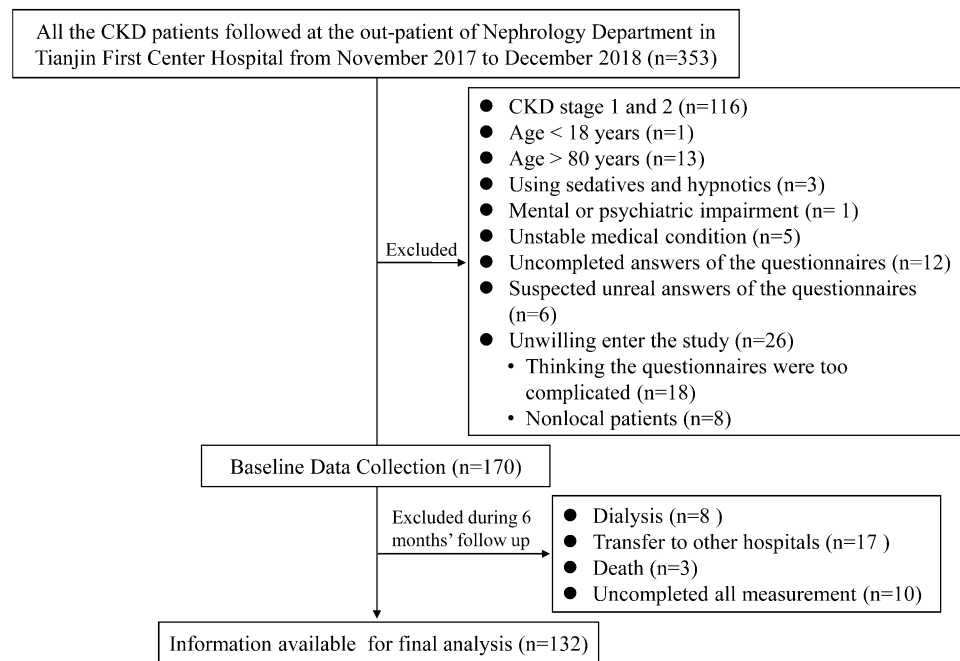 All the CKD patients followed at the out-patient of Nephrology Department in
Tianjin First Center Hospital from November 2017 to December 2018 (n=353)
● CKD stage 1 and 2 (n=116)
● Age < 18 years (n=1)
● Age > 80 years (n=13)
● Using sedatives and hypnotics (n=3)
● Mental or psychiatric impairment (n= 1)
● Unstable medical condition (n=5)
● Uncompleted answers of the questionnaires (n=12)
● Suspected unreal answers of the questionnaires
(n=6)
● Unwilling enter the study (n=26)
• Thinking the questionnaires were too
complicated (n=18)
• Nonlocal patients (n=8)
Excluded
Baseline Data Collection (n=170)
Excluded during 6
months’ follow up
● Dialysis (n=8 )
● Transfer to other hospitals (n=17 )
● Death (n=3)
● Uncompleted all measurement (n=10)
Information available for final analysis (n=132)